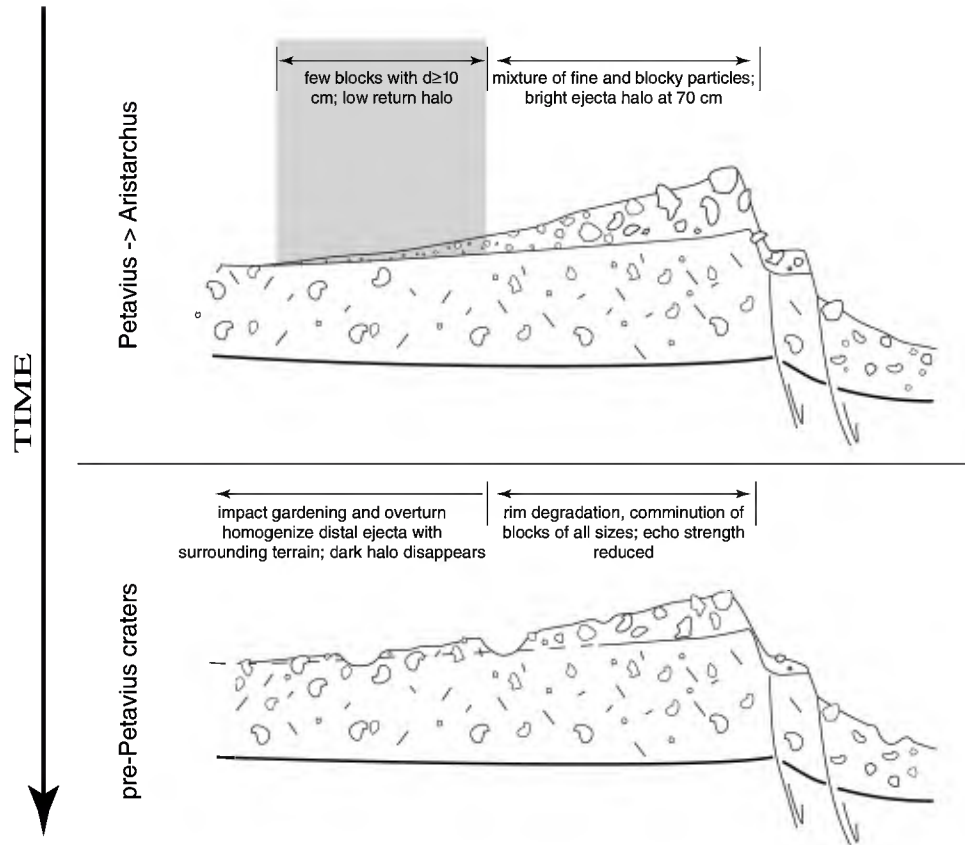 few blocks with d≥10
cm; low return halo
mixture of fine and blocky particles;
bright ejecta halo at 70 cm
Petavius -> Aristarchus
TIME
impact gardening and overturn
homogenize distal ejecta with
surrounding terrain; dark halo disappears
rim degradation, comminution of
blocks of all sizes; echo strength
reduced
pre-Petavius craters